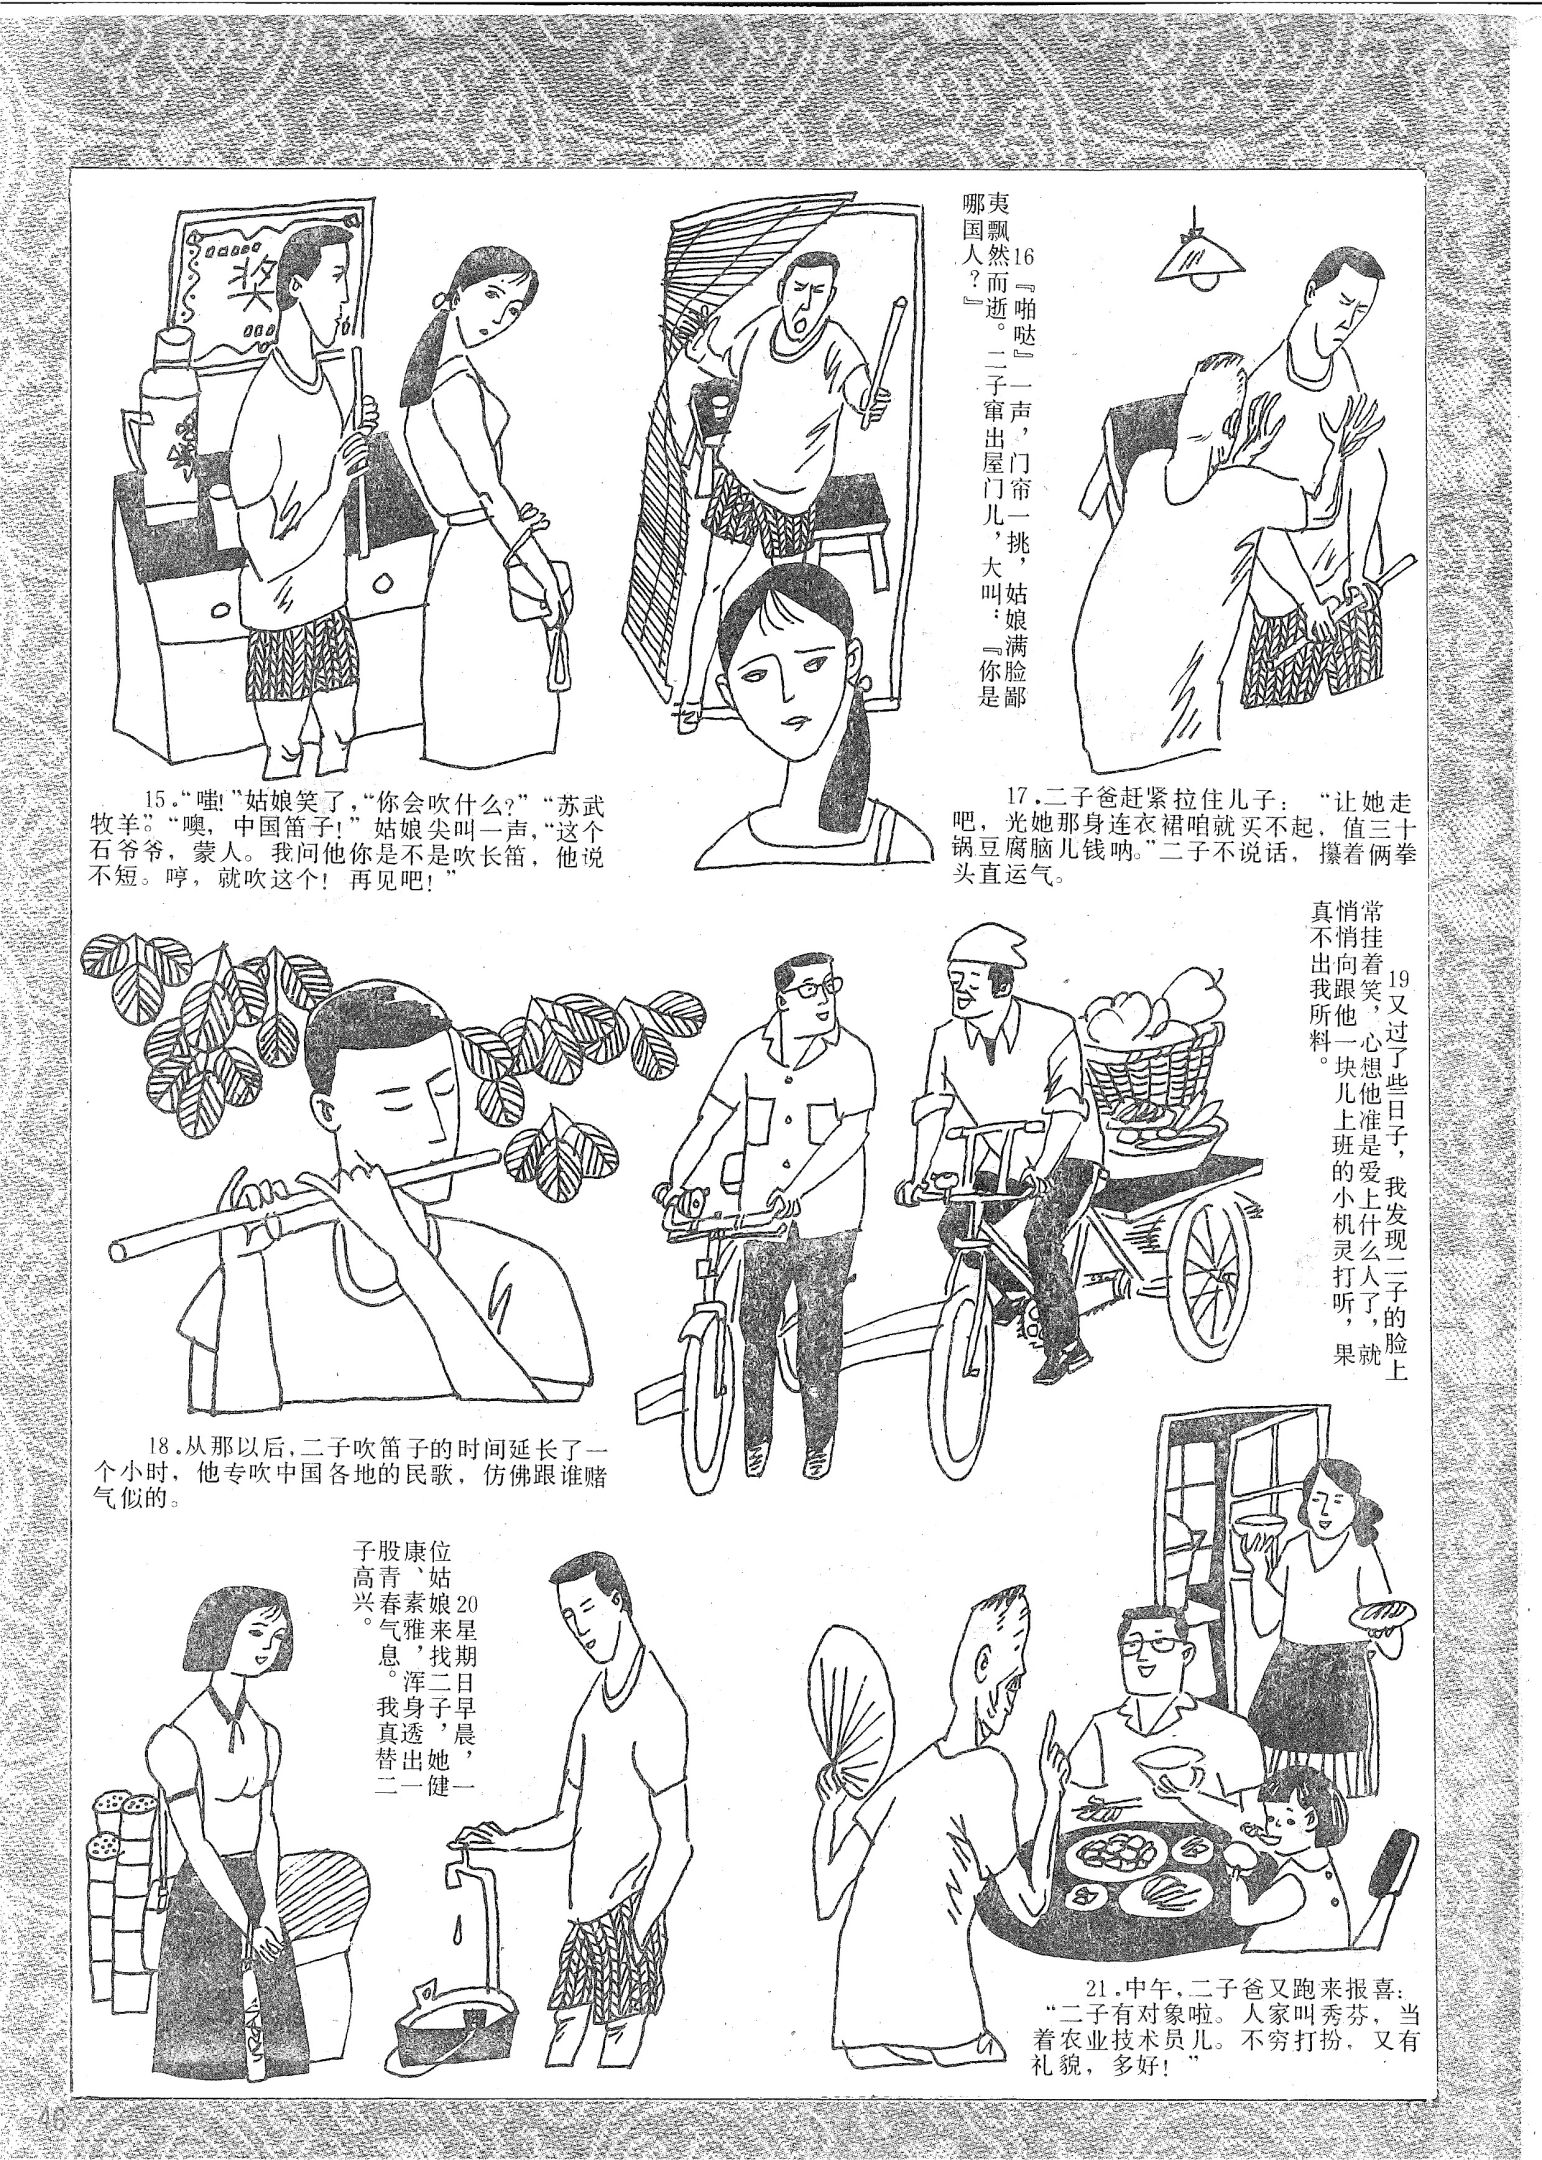 奖
15.“嗤!”姑娘笑了,“你会吹什么?”“苏武
牧羊”。“噢,中国笛子!”姑娘尖叫一声,“这个
石爷爷,蒙人。我问他你是不是吹长笛,他说
不短。哼,就吹这个!再见吧!”
16『啪哒』一声,门帘一挑,姑娘满脸鄙
夷飘然而逝。二子窜出屋门儿,大叫:『你是
哪国人?』
17.二子爸赶紧拉住儿子:“让她走
吧,光她那身连衣裙咱就买不起,值三十
锅豆腐脑儿钱呐。”二子不说话,攥着俩拳
头直运气。
18.从那以后,二子吹笛子的时间延长了一
个小时,他专吹中国各地的民歌,仿佛跟谁赌
气似的。
19又过了些日子,我发现二子的脸上
常挂着笑,心想他准是爱上什么人了,就
悄悄向跟他一块儿上班的小机灵打听,果
真不出我所料。
20星期日早晨,一
位姑娘来找二子,她健
康、素雅,浑身透出一
股青春气息。我真替二
子高兴。
21.中午,二子爸又跑来报喜:
“二子有对象啦。人家叫秀芬,当
着农业技术员儿。不穷打扮,又有
礼貌,多好!”
46